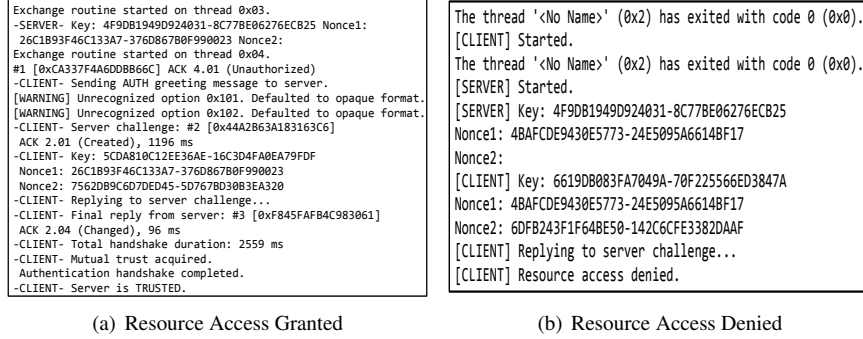 Exchange routine started on thread 0x03.
-SERVER- Key: 4F9DB1949D924031-8C77BE06276ECB25 Nonce1:
26C1B93F46C133A7-376D867B0F990023 Nonce2:
Exchange routine started on thread 0x04.
#1 [0xCA337F4A6DDBB66C] ACK 4.01 (Unauthorized)
-CLIENT- Sending AUTH greeting message to server.
[WARNING] Unrecognized option 0x101. Defaulted to opaque format.
[WARNING] Unrecognized option 0x102. Defaulted to opaque format.
-CLIENT- Server challenge: #2 [0x44A2B63A183163C6]
ACK 2.01 (Created), 1196 ms
-CLIENT- Key: 5CDA810C12EE36AE-16C3D4FA0EA79FDF
Nonce1: 26C1B93F46C133A7-376D867B0F990023
Nonce2: 7562DB9C6D7DED45-5D767BD30B3EA320
-CLIENT- Replying to server challenge...
-CLIENT- Final reply from server: #3 [0xF845FAFB4C983061]
ACK 2.04 (Changed), 96 ms
-CLIENT- Total handshake duration: 2559 ms
-CLIENT- Mutual trust acquired.
Authentication handshake completed.
-CLIENT- Server is TRUSTED.
(a) Resource Access Granted
The thread '<No Name>' (0x2) has exited with code 0 (0x0).
[CLIENT] Started.
The thread '<No Name>' (0x2) has exited with code 0 (0x0).
[SERVER] Started.
[SERVER] Key: 4F9DB1949D924031-8C77BE06276ECB25
Nonce1: 4BAFCDE9430E5773-24E5095A6614BF17
Nonce2:
[CLIENT] Key: 6619DB083FA7049A-70F225566ED3847A
Nonce1: 4BAFCDE9430E5773-24E5095A6614BF17
Nonce2: 6DFB243F1F64BE50-142C6CFE3382DAAF
[CLIENT] Replying to server challenge...
[CLIENT] Resource access denied.
(b) Resource Access Denied